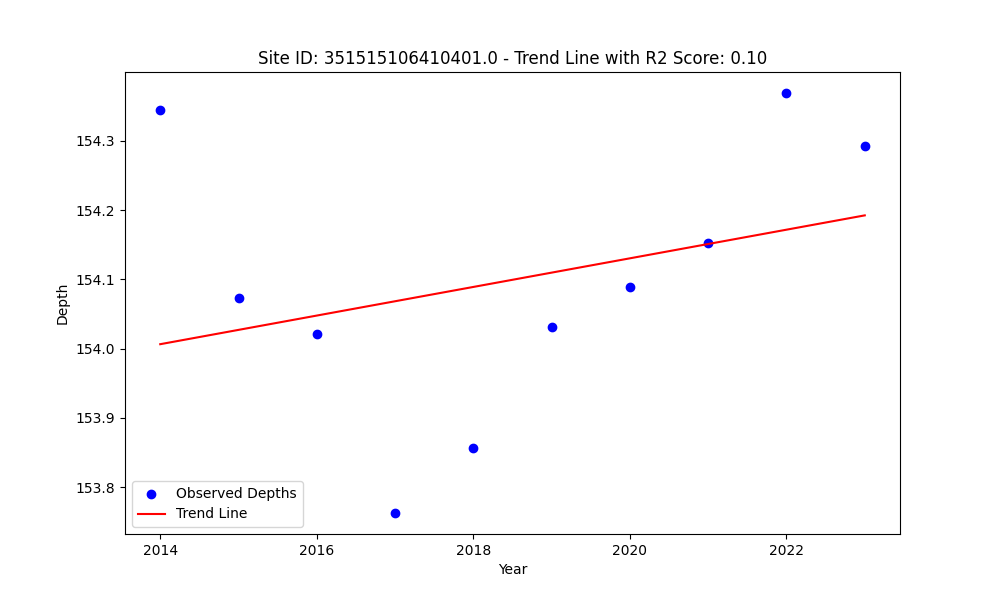 Site ID: 351515106410401.0 - Trend Line with R2 Score: 0.10
154.3
154.2
154.1
154.0
153.9
153.8
Depth
Observed Depths
Trend Line
2014 2016 2018 2020 2022
Year